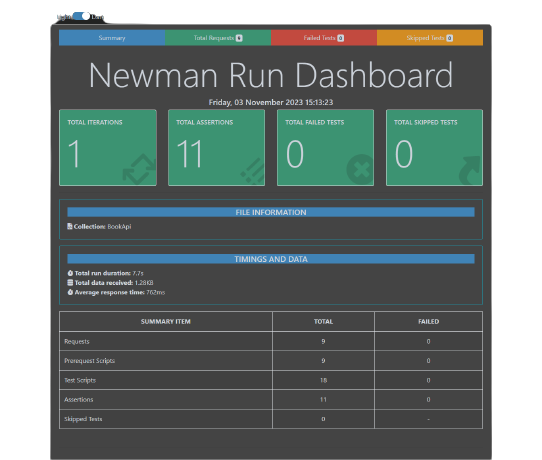 Summary
Total Requests 9
Failed Tests 0
Skipped Tests 0
Newman Run Dashboard
Friday, 03 November 2023 15:13:23
TOTAL ITERATIONS
1
TOTAL ASSERTIONS
11
TOTAL FAILED TESTS
0
TOTAL SKIPPED TESTS
0
FILE INFORMATION
Collection: BookApi
TIMINGS AND DATA
Total run duration: 7.7s
Total data received: 1.28KB
Average response time: 762ms
SUMMARY ITEM TOTAL FAILED
Requests 9 0
Prerequest Scripts 9 0
Test Scripts 18 0
Assertions 11 0
Skipped Tests 0 -